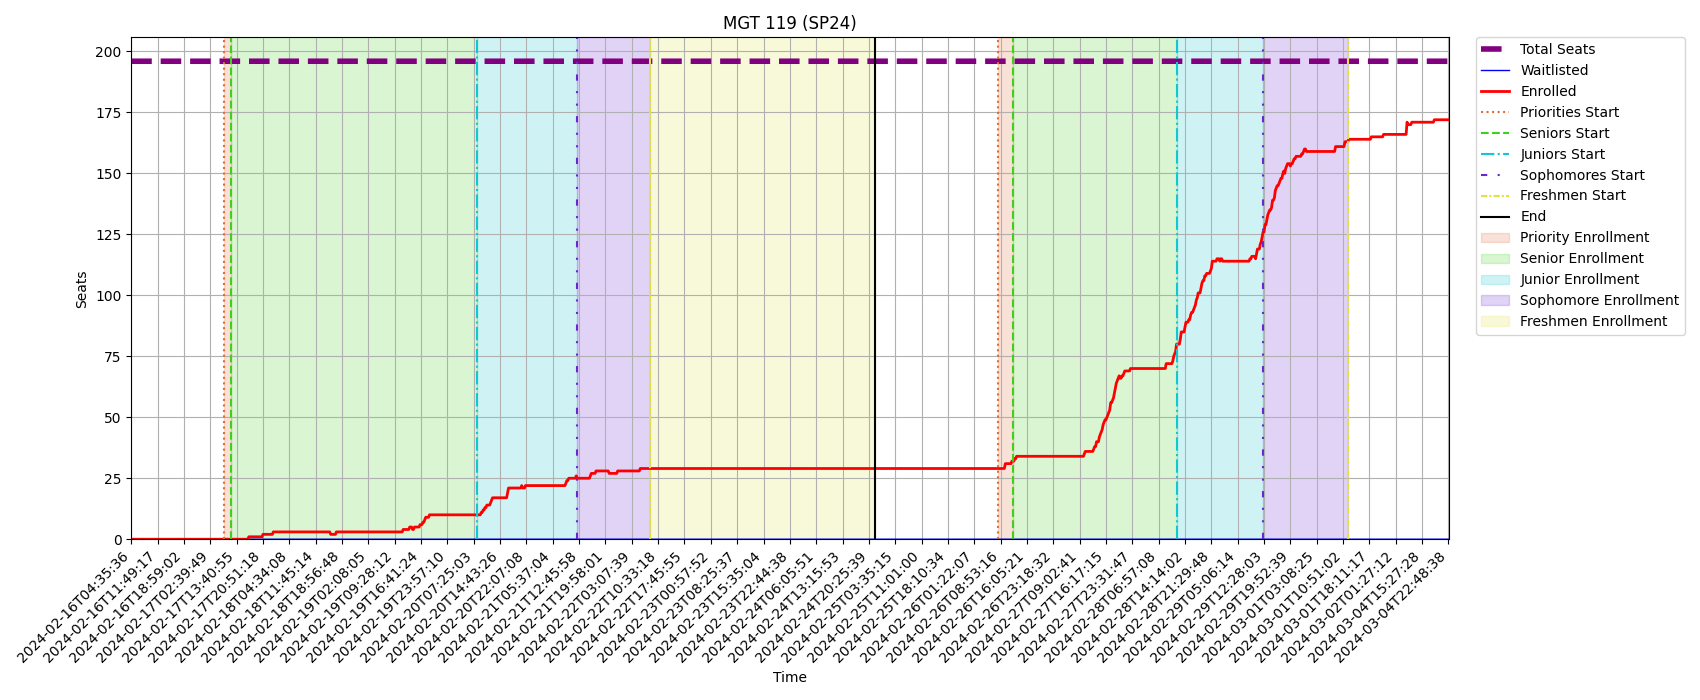 MGT 119 (SP24)
200
175
150
125
100
75
50
25
0
Seats
2024-02-16T04:35:36
2024-02-16T11:49:17
2024-02-16T18:59:02
2024-02-17T02:39:49
2024-02-17T13:40:55
2024-02-17T20:51:18
2024-02-18T04:34:08
2024-02-18T11:45:14
2024-02-18T18:56:48
2024-02-19T02:08:05
2024-02-19T09:28:12
2024-02-19T16:41:24
2024-02-19T23:57:10
2024-02-20T07:25:03
2024-02-20T14:43:26
2024-02-20T22:07:08
2024-02-21T05:37:04
2024-02-21T12:45:58
2024-02-21T19:58:01
2024-02-22T03:07:39
2024-02-22T10:33:18
2024-02-22T17:45:55
2024-02-23T00:57:52
2024-02-23T08:25:37
2024-02-23T15:35:04
2024-02-23T22:44:38
2024-02-24T06:05:51
2024-02-24T13:15:53
2024-02-24T20:25:39
2024-02-25T03:35:15
2024-02-25T11:01:00
2024-02-25T18:10:34
2024-02-26T01:22:07
2024-02-26T08:53:16
2024-02-26T16:05:21
2024-02-26T23:18:32
2024-02-27T09:02:41
2024-02-27T16:17:15
2024-02-27T23:31:47
2024-02-28T06:57:08
2024-02-28T14:14:02
2024-02-28T21:29:48
2024-02-29T05:06:14
2024-02-29T12:28:03
2024-02-29T19:52:39
2024-03-01T03:08:25
2024-03-01T10:51:02
2024-03-01T18:11:17
2024-03-02T01:27:12
2024-03-04T15:27:28
2024-03-04T22:48:38
Time
Total Seats
Waitlisted
Enrolled
Priorities Start
Seniors Start
Juniors Start
Sophomores Start
Freshmen Start
End
Priority Enrollment
Senior Enrollment
Junior Enrollment
Sophomore Enrollment
Freshmen Enrollment